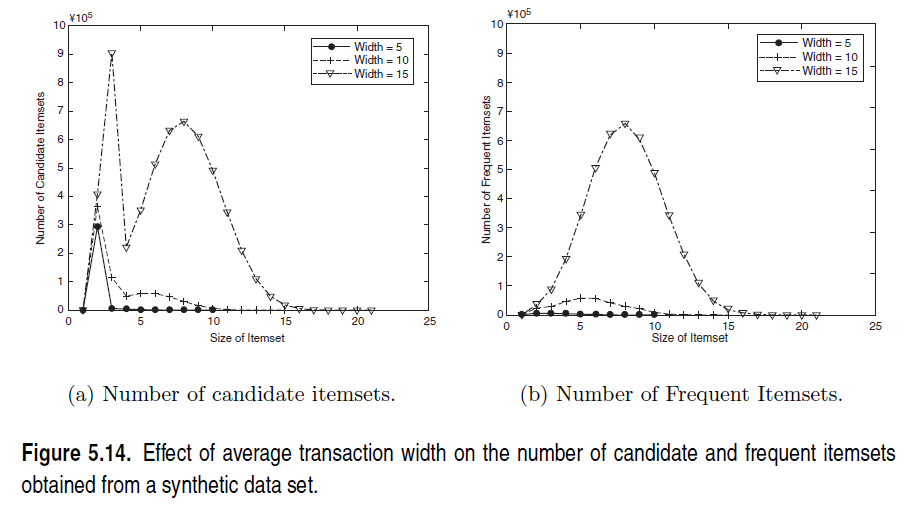 ¥10⁵
10
9
8
7
6
5
4
3
2
1
0
0 5 10 15 20 25
Number of Candidate Itemsets
Size of Itemset
Width = 5
Width = 10
Width = 15
(a) Number of candidate itemsets.
¥10⁵
10
9
8
7
6
5
4
3
2
1
0
0 5 10 15 20 25
Number of Frequent Itemsets
Size of Itemset
Width = 5
Width = 10
Width = 15
(b) Number of Frequent Itemsets.
Figure 5.14. Effect of average transaction width on the number of candidate and frequent itemsets
obtained from a synthetic data set.